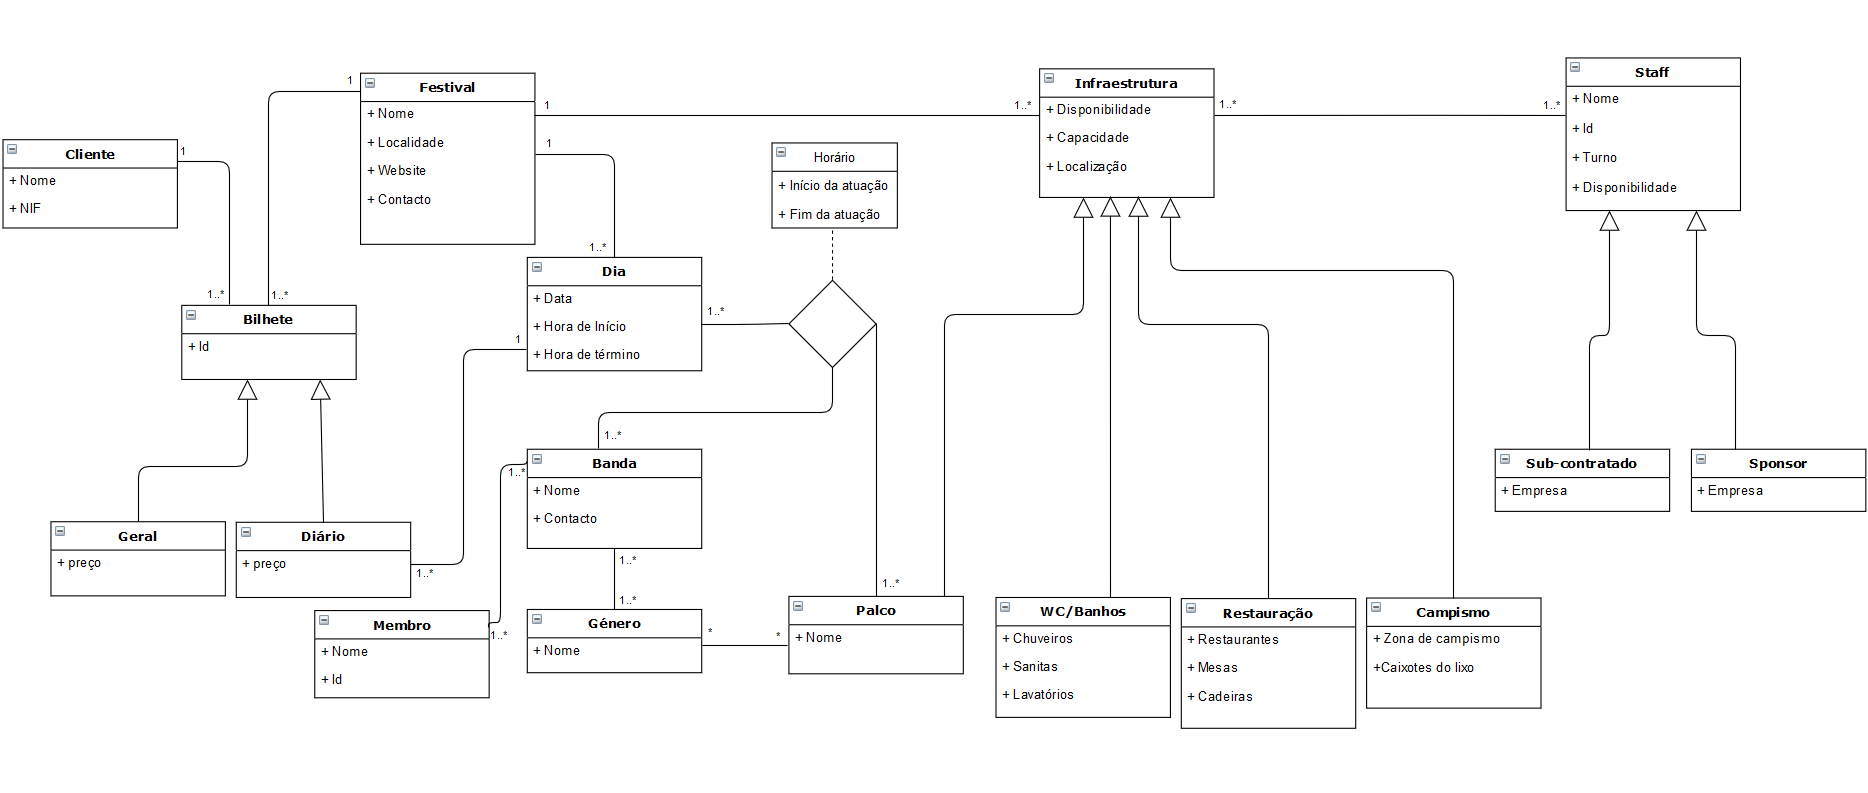 Cliente
+ Nome
+ NIF
1
1..*
1
1..*
Festival
+ Nome
+ Localidade
+ Website
+ Contacto
1
1..*
1
1..*
Bilhete
+ Id
Dia
+ Data
+ Hora de Início
+ Hora de término
1
1..*
1..*
Horário
+ Início da atuação
+ Fim da atuação
Infraestrutura
+ Disponibilidade
+ Capacidade
+ Localização
1..*
1..*
Staff
+ Nome
+ Id
+ Turno
+ Disponibilidade
Geral
+ preço
Diário
+ preço
1..*
Banda
+ Nome
+ Contacto
1..*
1..*
1..*
1..*
Membro
+ Nome
+ Id
Género
+ Nome
*
*
1..*
Palco
+ Nome
WC/Banhos
+ Chuveiros
+ Sanitas
+ Lavatórios
Restauração
+ Restaurantes
+ Mesas
+ Cadeiras
Campismo
+ Zona de campismo
+Caixotes do lixo
Sub-contratado
+ Empresa
Sponsor
+ Empresa